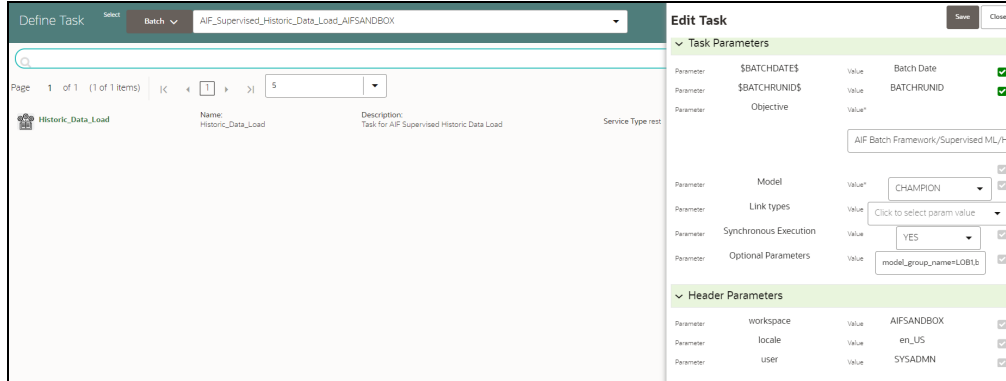 Define Task Select Batch AIF_Supervised_Historic_Data_Load_AIFSANDBOX
Page 1 of 1 (1 of 1 items) 1 5
Historic_Data_Load
Name:
Historic_Data_Load
Description:
Task for AIF Supervised Historic Data Load
Service Type rest
Edit Task Save Close
Task Parameters
Parameter $BATCHDATE$ Value Batch Date
Parameter $BATCHRUNID$ Value BATCHRUNID
Parameter Objective Value*
AIF Batch Framework/Supervised ML/H
Parameter Model Value* CHAMPION
Parameter Link types Value Click to select param value
Parameter Synchronous Execution Value YES
Parameter Optional Parameters Value model_group_name=LOB1,b
Header Parameters
Parameter workspace Value AIFSANDBOX
Parameter locale Value en_US
Parameter user Value SYSADMN